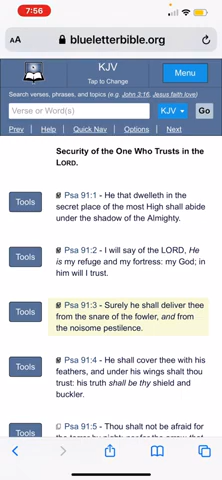 7:56
AA blueletterbible.org
KJV
Tap to Change
Menu
Search verses, phrases, and topics (e.g. John 3:16, Jesus faith love)
Verse or Word(s) KJV Go
Prev | Help | Quick Nav | Options | Next
Security of the One Who Trusts in the
LORD.
Tools
Psa 91:1 - He that dwelleth in the
secret place of the most High shall abide
under the shadow of the Almighty.
Tools
Psa 91:2 - I will say of the LORD, He
is my refuge and my fortress: my God; in
him will I trust.
Tools
Psa 91:3 - Surely he shall deliver thee
from the snare of the fowler, and from
the noisome pestilence.
Tools
Psa 91:4 - He shall cover thee with his
feathers, and under his wings shalt thou
trust: his truth shall be thy shield and
buckler.
Tools
Psa 91:5 - Thou shalt not be afraid for